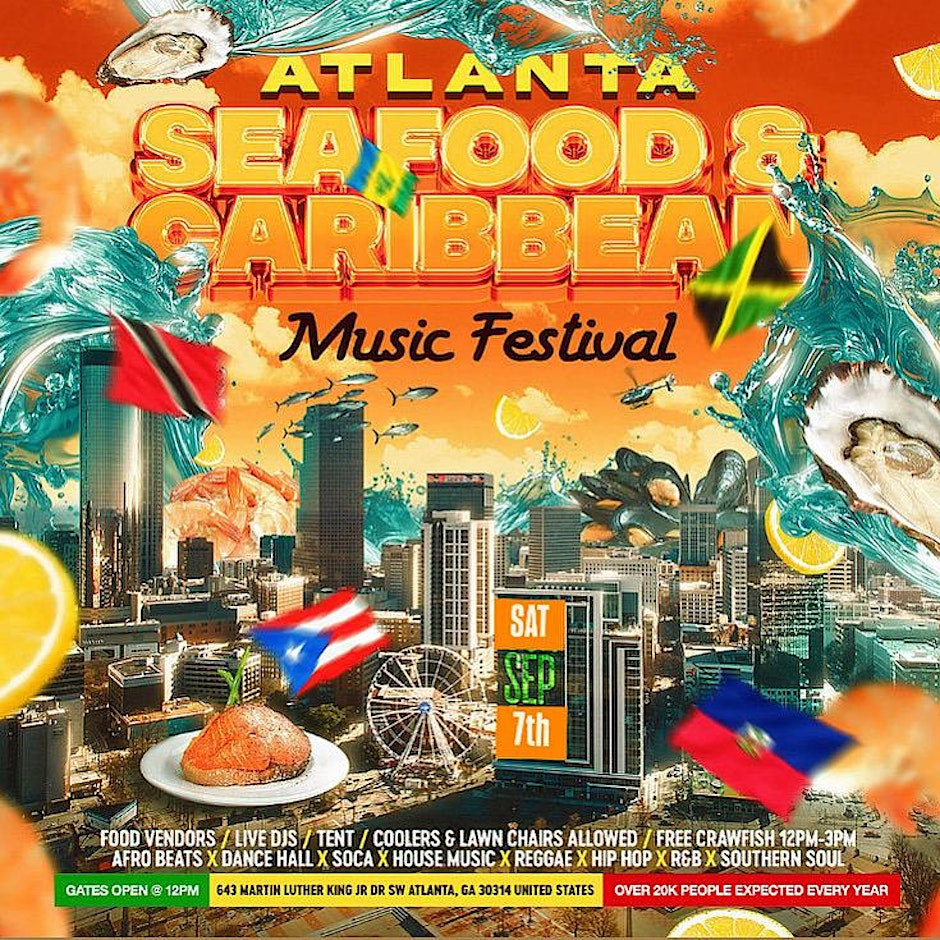 ATLANTA
SEAFOOD &
CARIBBEAN
Music Festival
SAT
SEP
7th
FOOD VENDORS / LIVE DJS / TENT / COOLERS & LAWN CHAIRS ALLOWED / FREE CRAWFISH 12PM-3PM
AFRO BEATS X DANCE HALL X SOCA X HOUSE MUSIC X REGGAE X HIP HOP X R&B X SOUTHERN SOUL
GATES OPEN @ 12PM
643 MARTIN LUTHER KING JR DR SW ATLANTA, GA 30314 UNITED STATES
OVER 20K PEOPLE EXPECTED EVERY YEAR